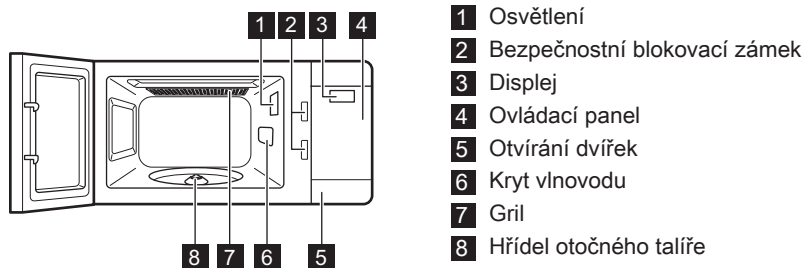 1 2 3 4
8 7 6 5
1 Osvětlení
2 Bezpečnostní blokovací zámek
3 Displej
4 Ovládací panel
5 Otvírání dvířek
6 Kryt vlnovodu
7 Gril
8 Hřídel otočného talíře